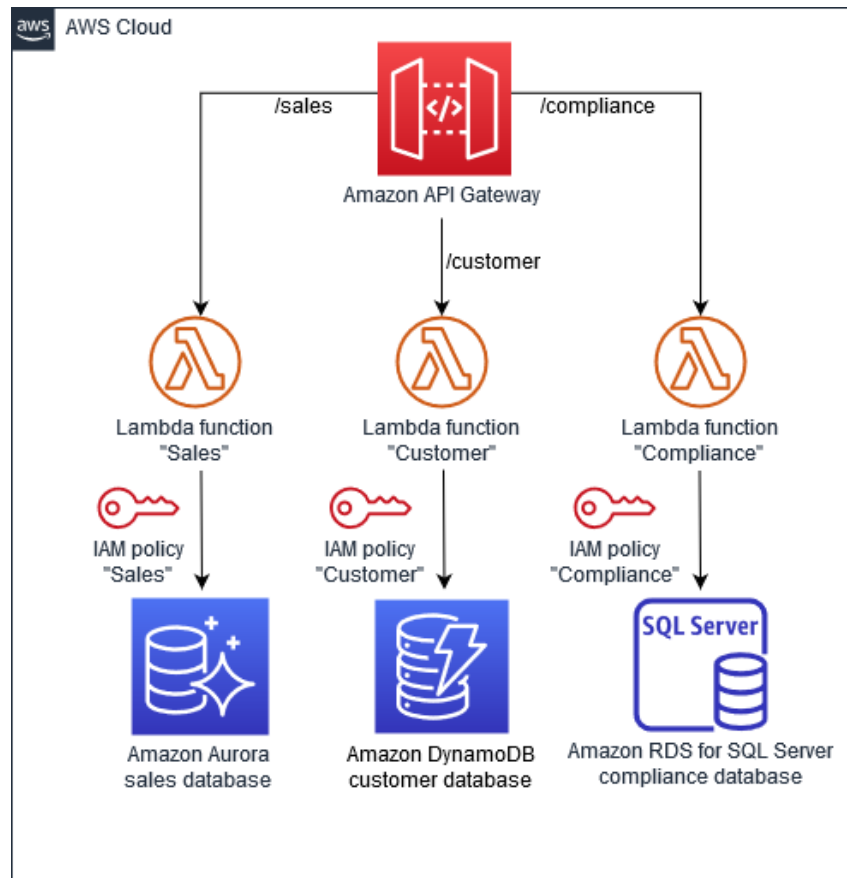 aws
AWS Cloud
/sales
/compliance
</>
Amazon API Gateway
/customer
Lambda function
"Sales"
Lambda function
"Customer"
Lambda function
"Compliance"
IAM policy
"Sales"
IAM policy
"Customer"
IAM policy
"Compliance"
SQL Server
Amazon Aurora
sales database
Amazon DynamoDB
customer database
Amazon RDS for SQL Server
compliance database